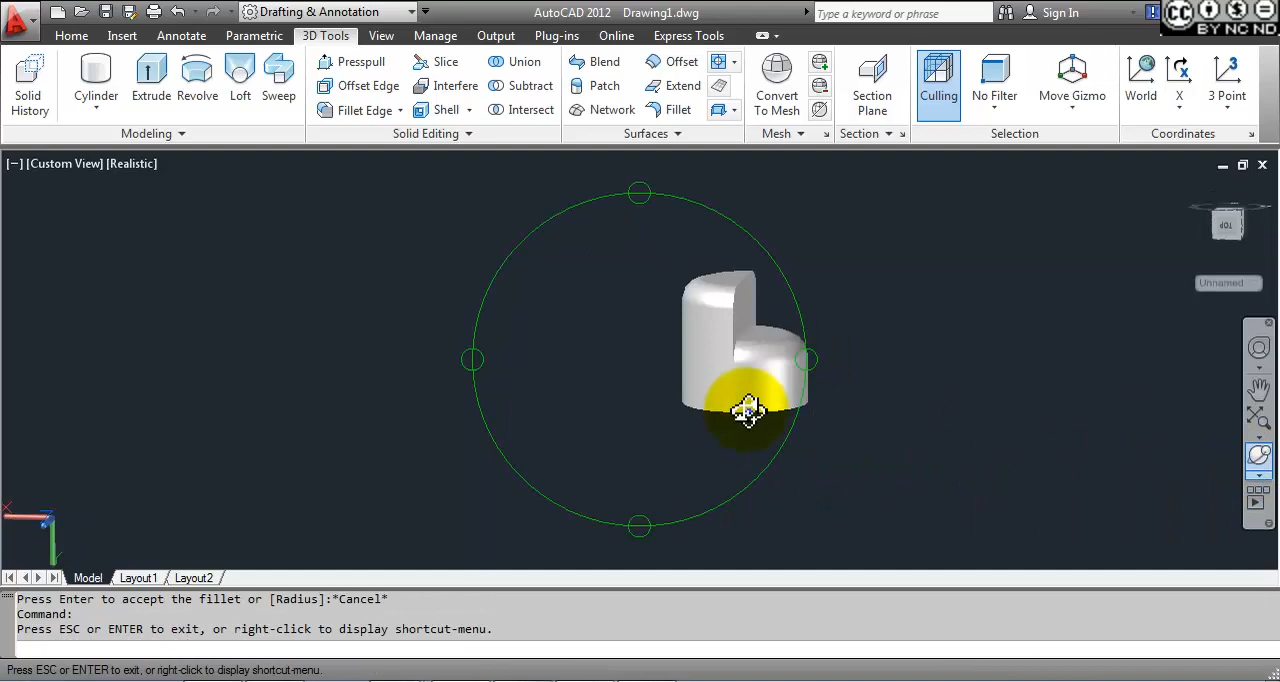 Drafting & Annotation AutoCAD 2012 Drawing1.dwg Type a keyword or phrase Sign In
CC BY NC ND
Home Insert Annotate Parametric 3D Tools View Manage Output Plug-ins Online Express Tools
Solid History
Cylinder
Extrude
Revolve
Loft
Sweep
Modeling
Presspull Slice Union
Offset Edge Interfere Subtract
Fillet Edge Shell Intersect
Solid Editing
Blend Offset
Patch Extend
Network Fillet
Surfaces
Convert To Mesh
Mesh
Section Plane
Section
Culling
No Filter
Move Gizmo
Selection
World
X
3 Point
Coordinates
[−] [Custom View] [Realistic]
TOP
Unnamed
X
Z
Y
Model Layout1 Layout2
Press Enter to accept the fillet or [Radius]:*Cancel*
Command:
Press ESC or ENTER to exit, or right-click to display shortcut-menu.
Press ESC or ENTER to exit, or right-click to display shortcut-menu.